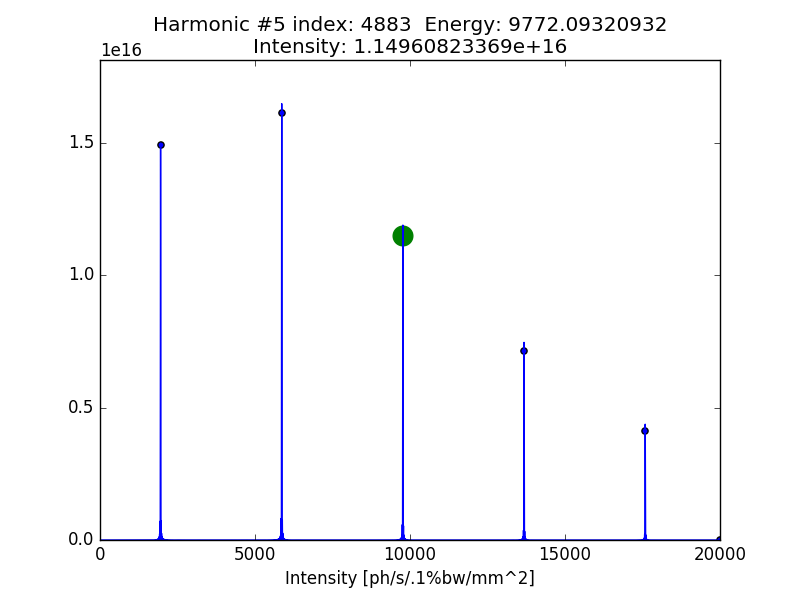 Harmonic #5 index: 4883  Energy: 9772.09320932
Intensity: 1.14960823369e+16
1e16
1.5
1.0
0.5
0.0
0 5000 10000 15000 20000
Intensity [ph/s/.1%bw/mm^2]